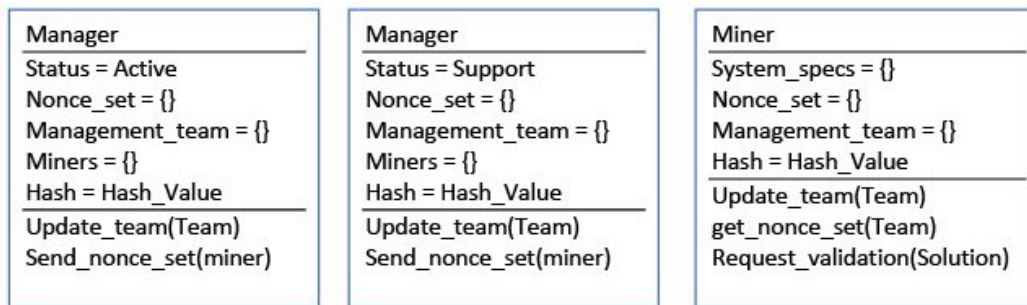 Manager
Status = Active
Nonce_set = {}
Management_team = {}
Miners = {}
Hash = Hash_Value
Update_team(Team)
Send_nonce_set(miner)
Manager
Status = Support
Nonce_set = {}
Management_team = {}
Miners = {}
Hash = Hash_Value
Update_team(Team)
Send_nonce_set(miner)
Miner
System_specs = {}
Nonce_set = {}
Management_team = {}
Hash = Hash_Value
Update_team(Team)
get_nonce_set(Team)
Request_validation(Solution)